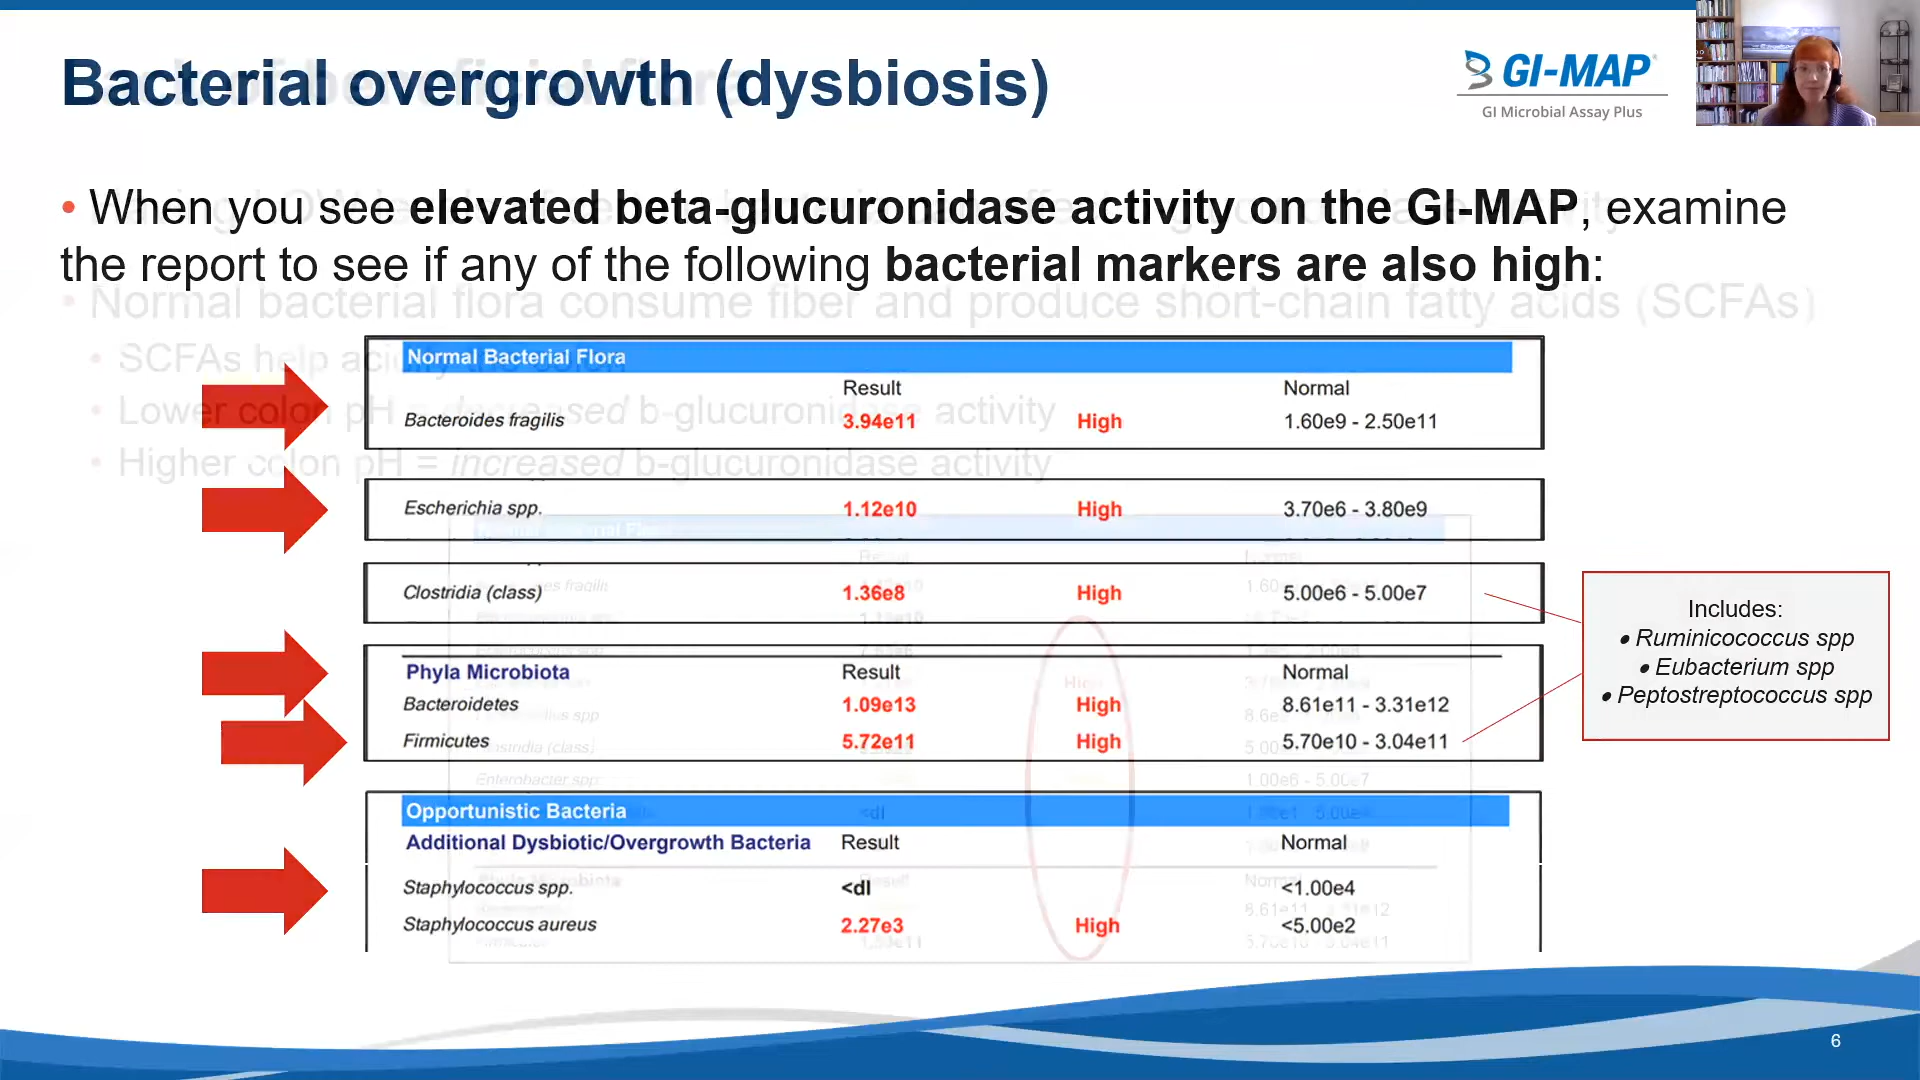 Bacterial overgrowth (dysbiosis)
GI-MAP
GI Microbial Assay Plus
• When you see elevated beta-glucuronidase activity on the GI-MAP, examine
the report to see if any of the following bacterial markers are also high:
• Normal bacterial flora consume fiber and produce short-chain fatty acids (SCFAs)
• SCFAs help acidify the colon
• Lower colon pH = decreased b-glucuronidase activity
• Higher colon pH = increased b-glucuronidase activity
Normal Bacterial Flora
Result Normal
Bacteroides fragilis 3.94e11 High 1.60e9 - 2.50e11
Escherichia spp. 1.12e10 High 3.70e6 - 3.80e9
Clostridia (class) 1.36e8 High 5.00e6 - 5.00e7
Phyla Microbiota Result Normal
Bacteroidetes 1.09e13 High 8.61e11 - 3.31e12
Firmicutes 5.72e11 High 5.70e10 - 3.04e11
Opportunistic Bacteria
Additional Dysbiotic/Overgrowth Bacteria Result Normal
Staphylococcus spp. <dl <1.00e4
Staphylococcus aureus 2.27e3 High <5.00e2
Includes:
• Ruminicococcus spp
• Eubacterium spp
• Peptostreptococcus spp
6